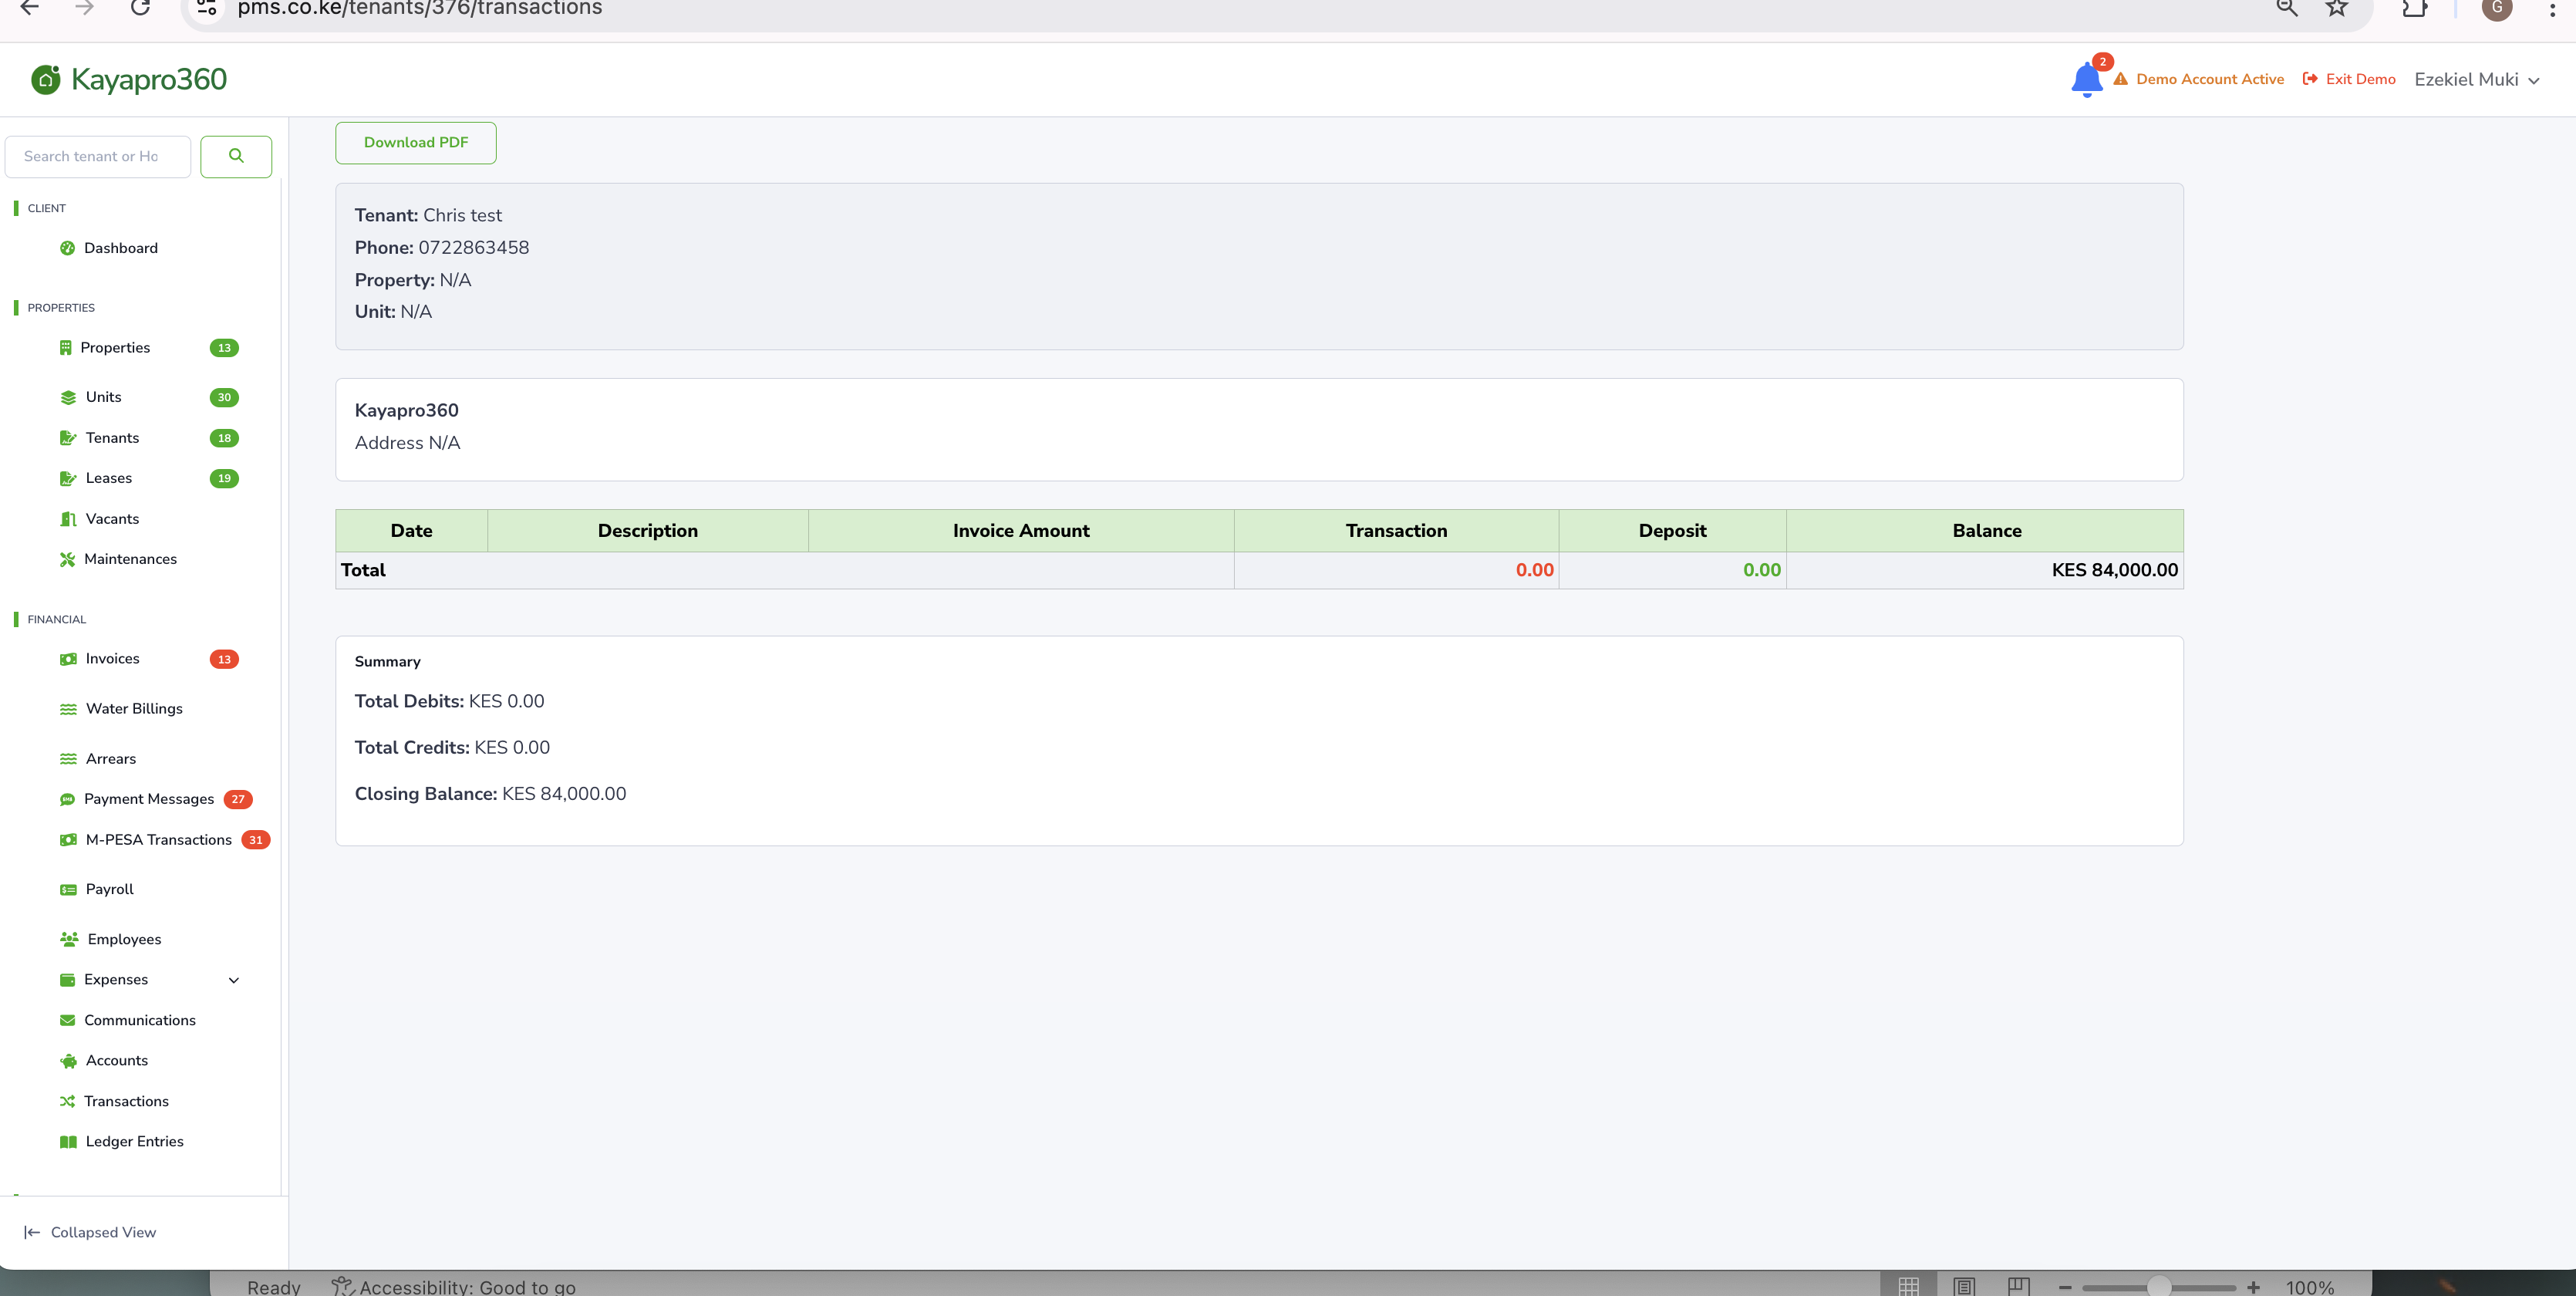 pms.co.ke/tenants/376/transactions
G
Kayapro360
2
Demo Account Active
Exit Demo
Ezekiel Muki
Search tenant or Ho
CLIENT
Dashboard
PROPERTIES
Properties 13
Units 30
Tenants 18
Leases 19
Vacants
Maintenances
FINANCIAL
Invoices 13
Water Billings
Arrears
Payment Messages 27
M-PESA Transactions 31
Payroll
Employees
Expenses
Communications
Accounts
Transactions
Ledger Entries
Collapsed View
Download PDF
Tenant: Chris test
Phone: 0722863458
Property: N/A
Unit: N/A
Kayapro360
Address N/A
Date Description Invoice Amount Transaction Deposit Balance
Total 0.00 0.00 KES 84,000.00
Summary
Total Debits: KES 0.00
Total Credits: KES 0.00
Closing Balance: KES 84,000.00
Ready
Accessibility: Good to go
100%